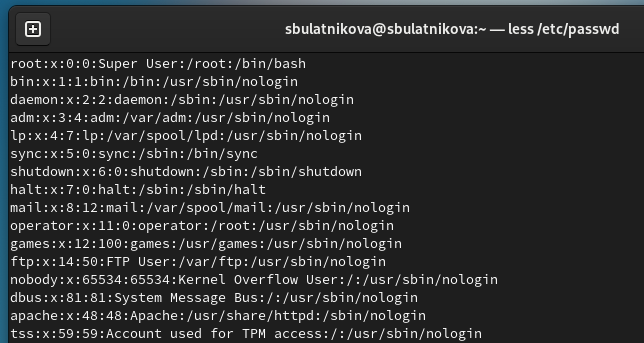 sbulatnikova@sbulatnikova:~ — less /etc/passwd
root:x:0:0:Super User:/root:/bin/bash
bin:x:1:1:bin:/bin:/usr/sbin/nologin
daemon:x:2:2:daemon:/sbin:/usr/sbin/nologin
adm:x:3:4:adm:/var/adm:/usr/sbin/nologin
lp:x:4:7:lp:/var/spool/lpd:/usr/sbin/nologin
sync:x:5:0:sync:/sbin:/bin/sync
shutdown:x:6:0:shutdown:/sbin:/sbin/shutdown
halt:x:7:0:halt:/sbin:/sbin/halt
mail:x:8:12:mail:/var/spool/mail:/usr/sbin/nologin
operator:x:11:0:operator:/root:/usr/sbin/nologin
games:x:12:100:games:/usr/games:/usr/sbin/nologin
ftp:x:14:50:FTP User:/var/ftp:/usr/sbin/nologin
nobody:x:65534:65534:Kernel Overflow User:/:/usr/sbin/nologin
dbus:x:81:81:System Message Bus:/:/usr/sbin/nologin
apache:x:48:48:Apache:/usr/share/httpd:/sbin/nologin
tss:x:59:59:Account used for TPM access:/:/usr/sbin/nologin